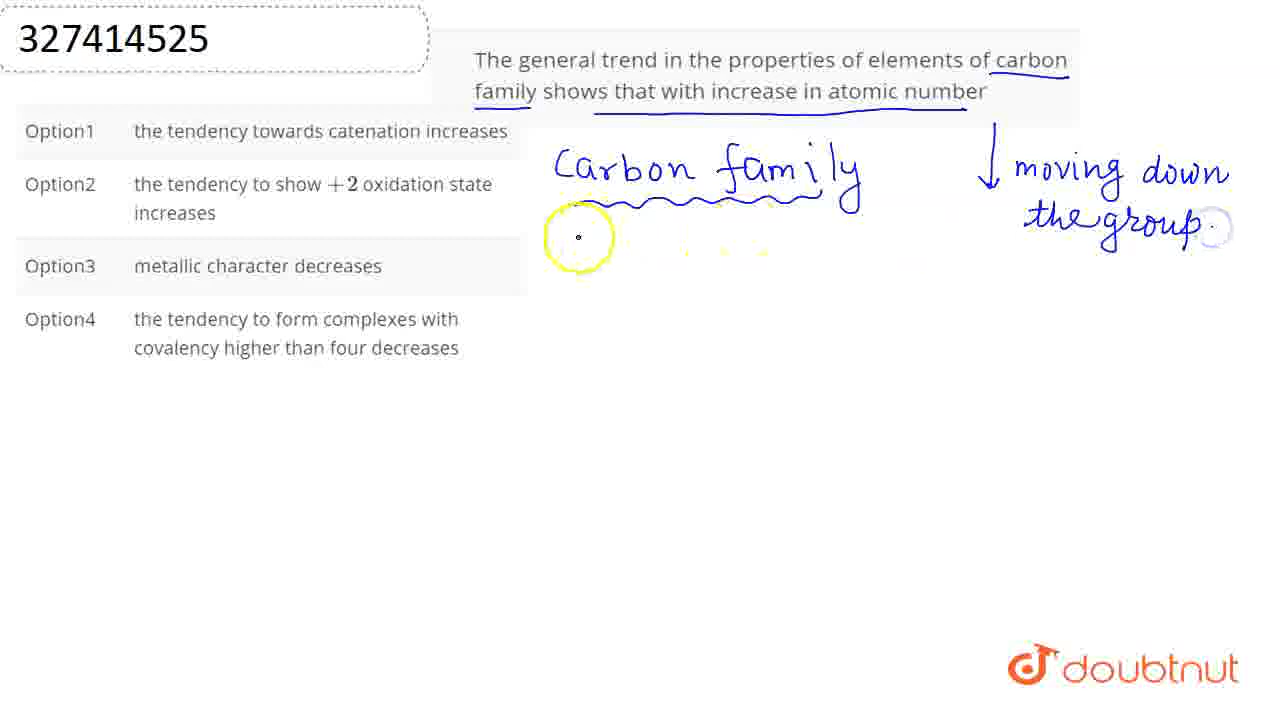 327414525
The general trend in the properties of elements of carbon
family shows that with increase in atomic number
Option1 the tendency towards catenation increases
Option2 the tendency to show +2 oxidation state
increases
Option3 metallic character decreases
Option4 the tendency to form complexes with
covalency higher than four decreases
Carbon family
↓ moving down
the group.
doubtnut